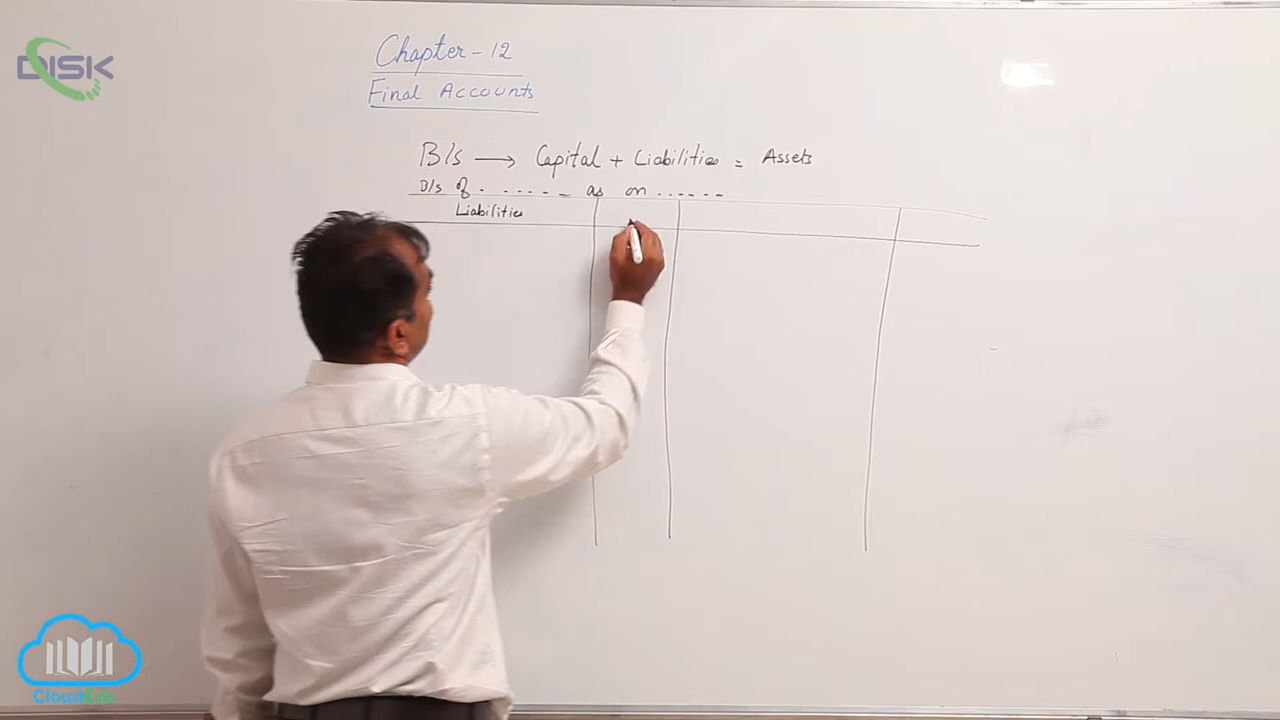 DISK
Chapter - 12
Final Accounts
B/s → Capital + Liabilities = Assets
B/s of . . . . . . – as on . . . . . .
Liabilities
CloudEdu